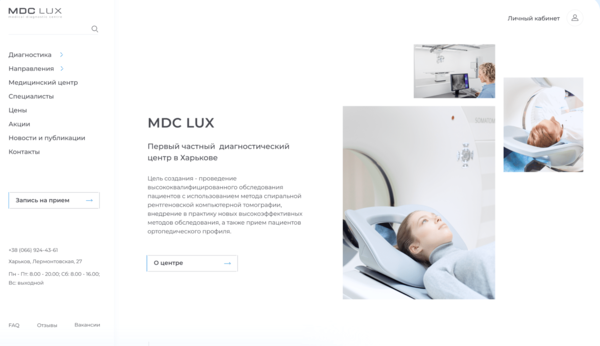 MDC LUX
Личный кабинет
Диагностика
Направления
Медицинский центр
Специалисты
Цены
Акции
Новости и публикации
Контакты
Запись на прием
+38 (066) 924-43-61
Харьков, Лермонтовская, 27
Пн - Пт: 8.00 - 20.00; Сб: 8.00 - 16.00;
Вс: выходной
FAQ
Отзывы
Вакансии
MDC LUX
Первый частный диагностический
центр в Харькове
Цель создания - проведение
высококвалифицированного обследования
пациентов с использованием метода спиральной
рентгеновской компьютерной томографии,
внедрение в практику новых высокоэффективных
методов обследования, а также прием пациентов
ортопедического профиля.
О центре